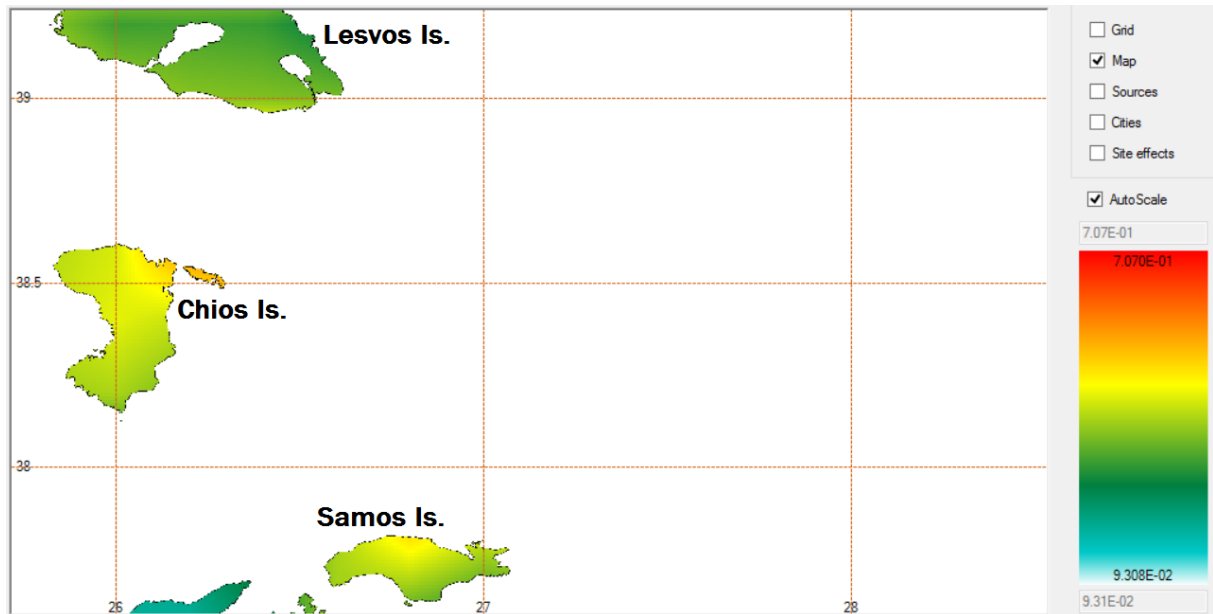 Lesvos Is.
39
38.5
Chios Is.
38
Samos Is.
26
27
28
Grid
Map
Sources
Cities
Site effects
AutoScale
7.07E-01
7.070E-01
9.308E-02
9.31E-02